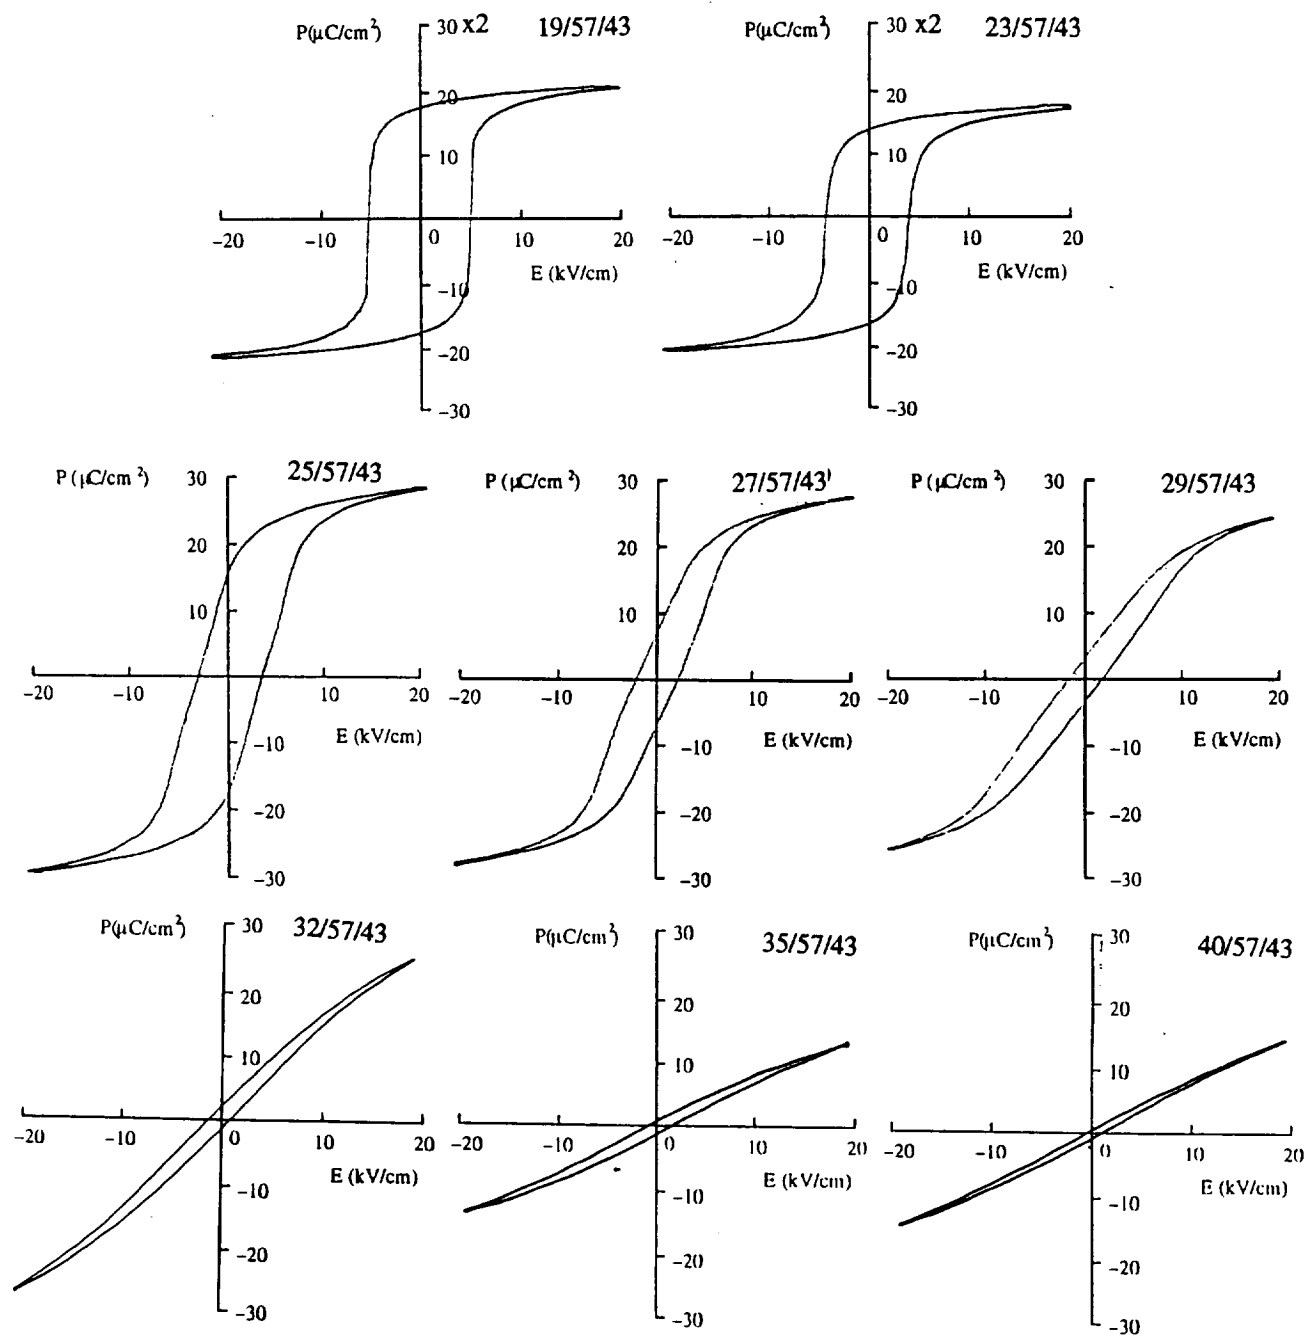 P(μC/cm²) 30 x2 19/57/43
20
10
-20 -10 0 10 20
E (kV/cm)
-10
-20
-30
P(μC/cm²) 30 x2 23/57/43
20
10
-20 -10 0 10 20
E (kV/cm)
-10
-20
-30
P (μC/cm²) 30 25/57/43
20
10
-20 -10 0 10 20
-10 E (kV/cm)
-20
-30
P (μC/cm²) 30 27/57/43
20
10
-20 -10 0 10 20
-10 E (kV/cm)
-20
-30
P (μC/cm²) 30 29/57/43
20
10
-20 -10 0 10 20
-10 E (kV/cm)
-20
-30
P(μC/cm²) 30 32/57/43
20
10
-20 -10 0 10 20
E (kV/cm)
-10
-20
-30
P(μC/cm²) 30 35/57/43
20
10
-20 -10 0 10 20
E (kV/cm)
-10
-20
-30
P(μC/cm²) 30 40/57/43
20
10
-20 -10 0 10 20
E (kV/cm)
-10
-20
-30